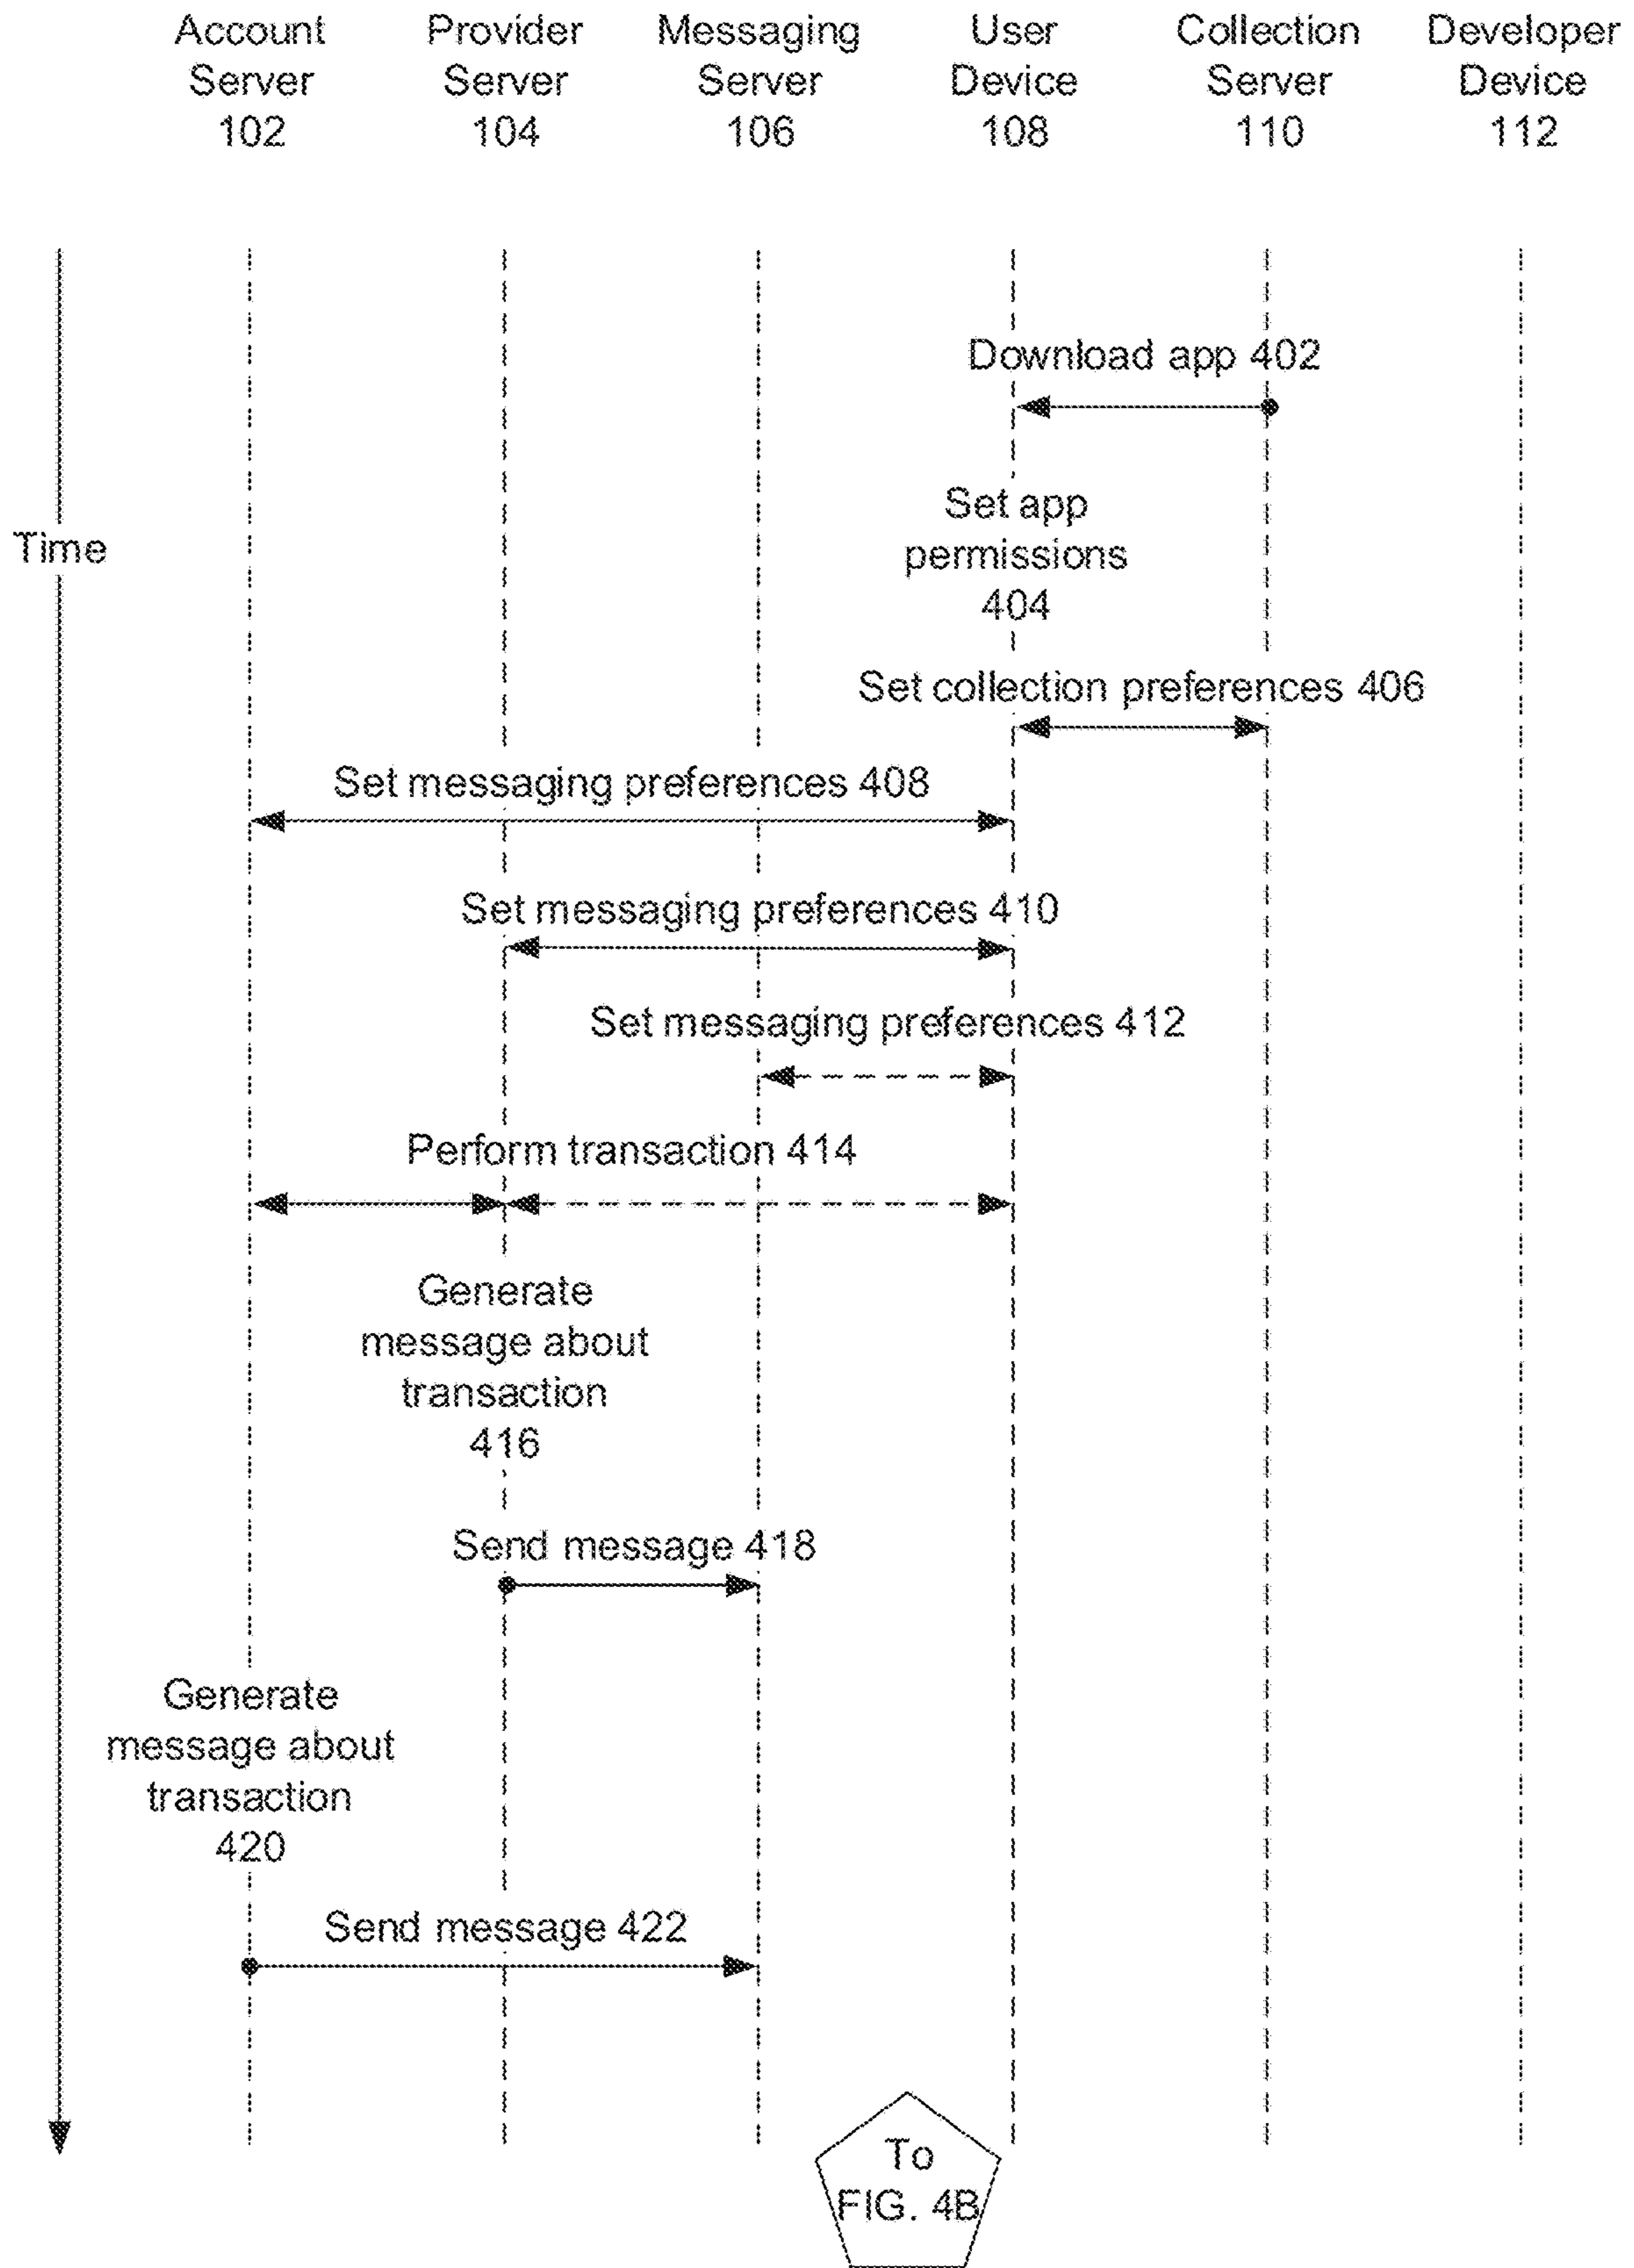 Account
Server
102
Provider
Server
104
Messaging
Server
106
User
Device
108
Collection
Server
110
Developer
Device
112
Download app 402
Set app
permissions
404
Time
Set collection preferences 406
Set messaging preferences 408
Set messaging preferences 410
Set messaging preferences 412
Perform transaction 414
Generate
message about
transaction
416
Send message 418
Generate
message about
transaction
420
Send message 422
To
FIG. 4B